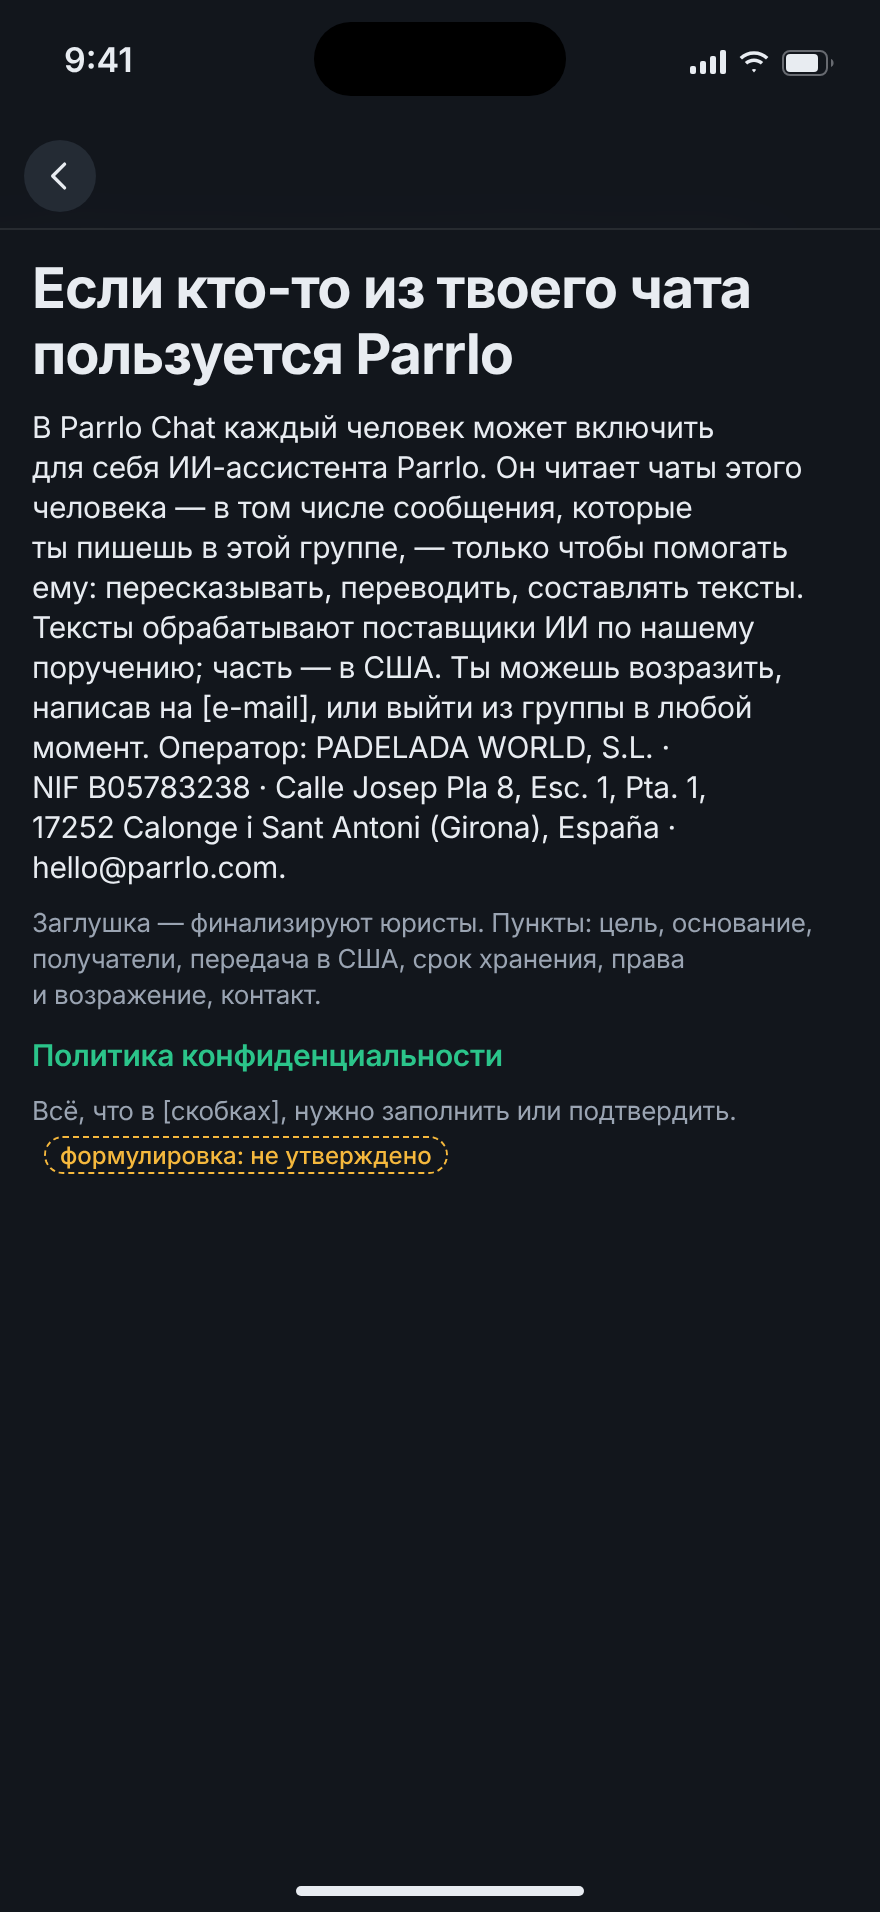 9:41
Если кто-то из твоего чата
пользуется Parrlo
В Parrlo Chat каждый человек может включить
для себя ИИ-ассистента Parrlo. Он читает чаты этого
человека — в том числе сообщения, которые
ты пишешь в этой группе, — только чтобы помогать
ему: пересказывать, переводить, составлять тексты.
Тексты обрабатывают поставщики ИИ по нашему
поручению; часть — в США. Ты можешь возразить,
написав на [e-mail], или выйти из группы в любой
момент. Оператор: PADELADA WORLD, S.L. ·
NIF B05783238 · Calle Josep Pla 8, Esc. 1, Pta. 1,
17252 Calonge i Sant Antoni (Girona), España ·
hello@parrlo.com.
Заглушка — финализируют юристы. Пункты: цель, основание,
получатели, передача в США, срок хранения, права
и возражение, контакт.
Политика конфиденциальности
Всё, что в [скобках], нужно заполнить или подтвердить.
формулировка: не утверждено